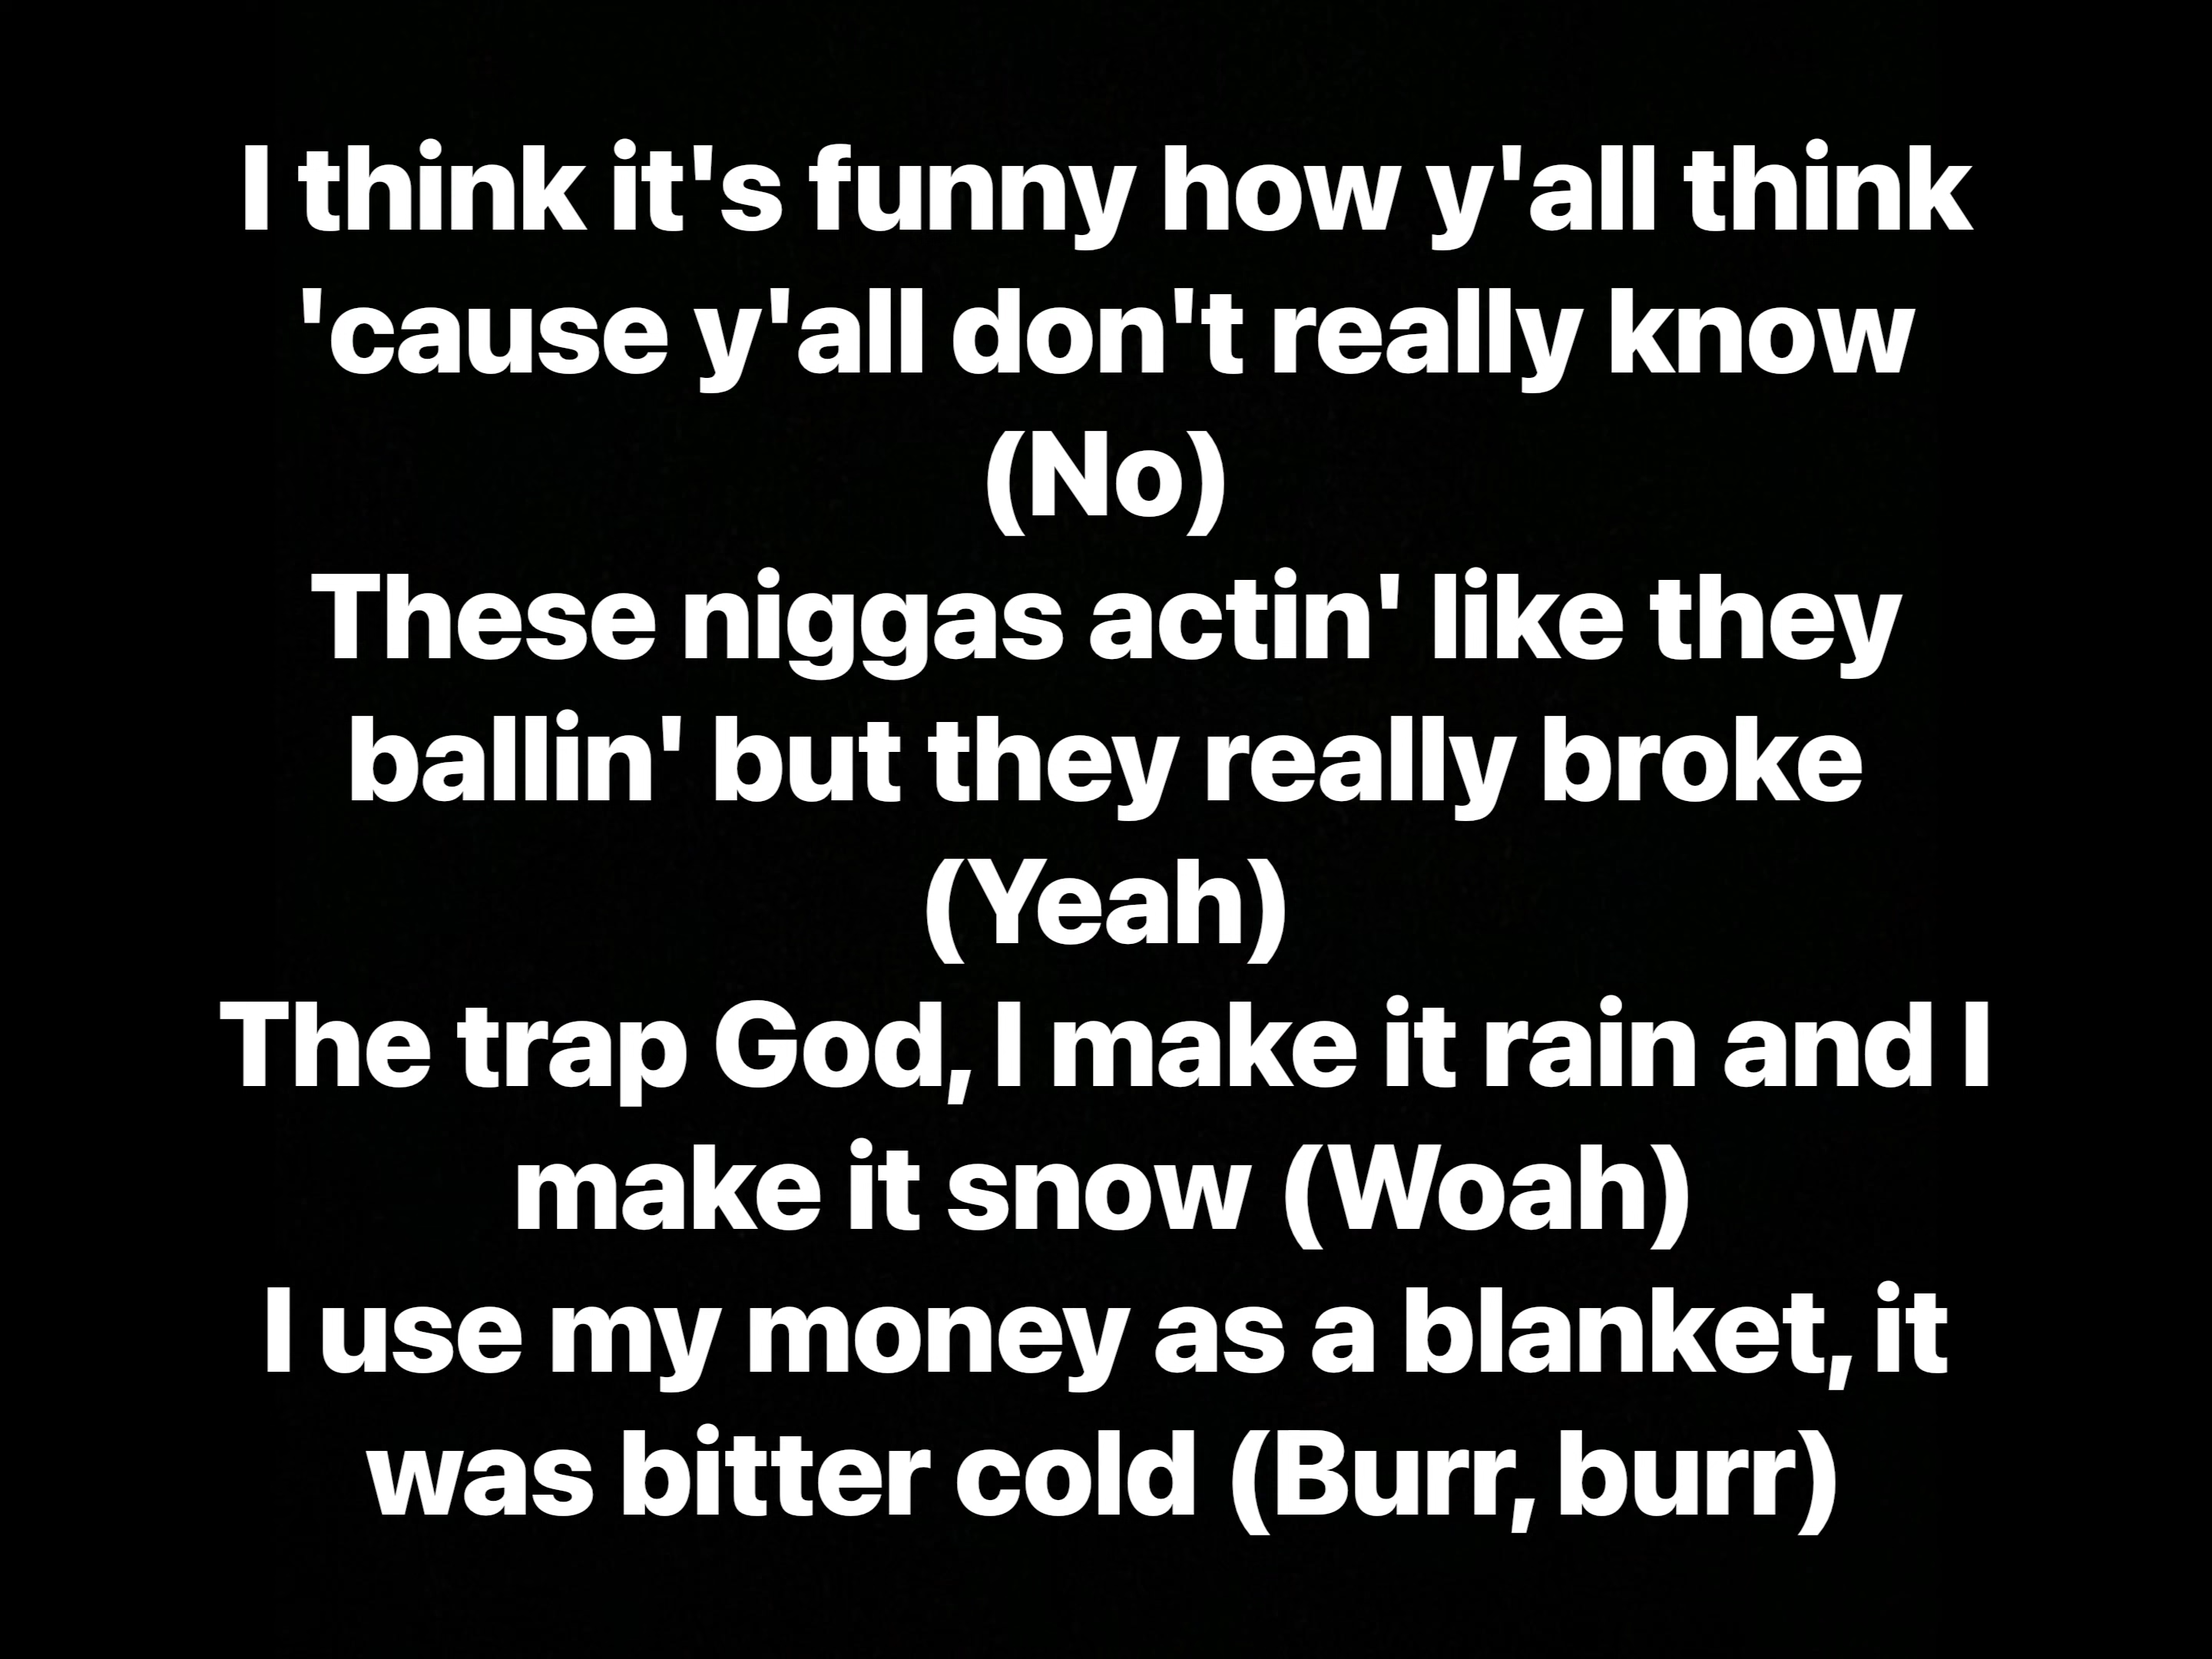 I think it's funny how y'all think
'cause y'all don't really know
(No)
These niggas actin' like they
ballin' but they really broke
(Yeah)
The trap God, I make it rain and I
make it snow (Woah)
I use my money as a blanket, it
was bitter cold (Burr, burr)